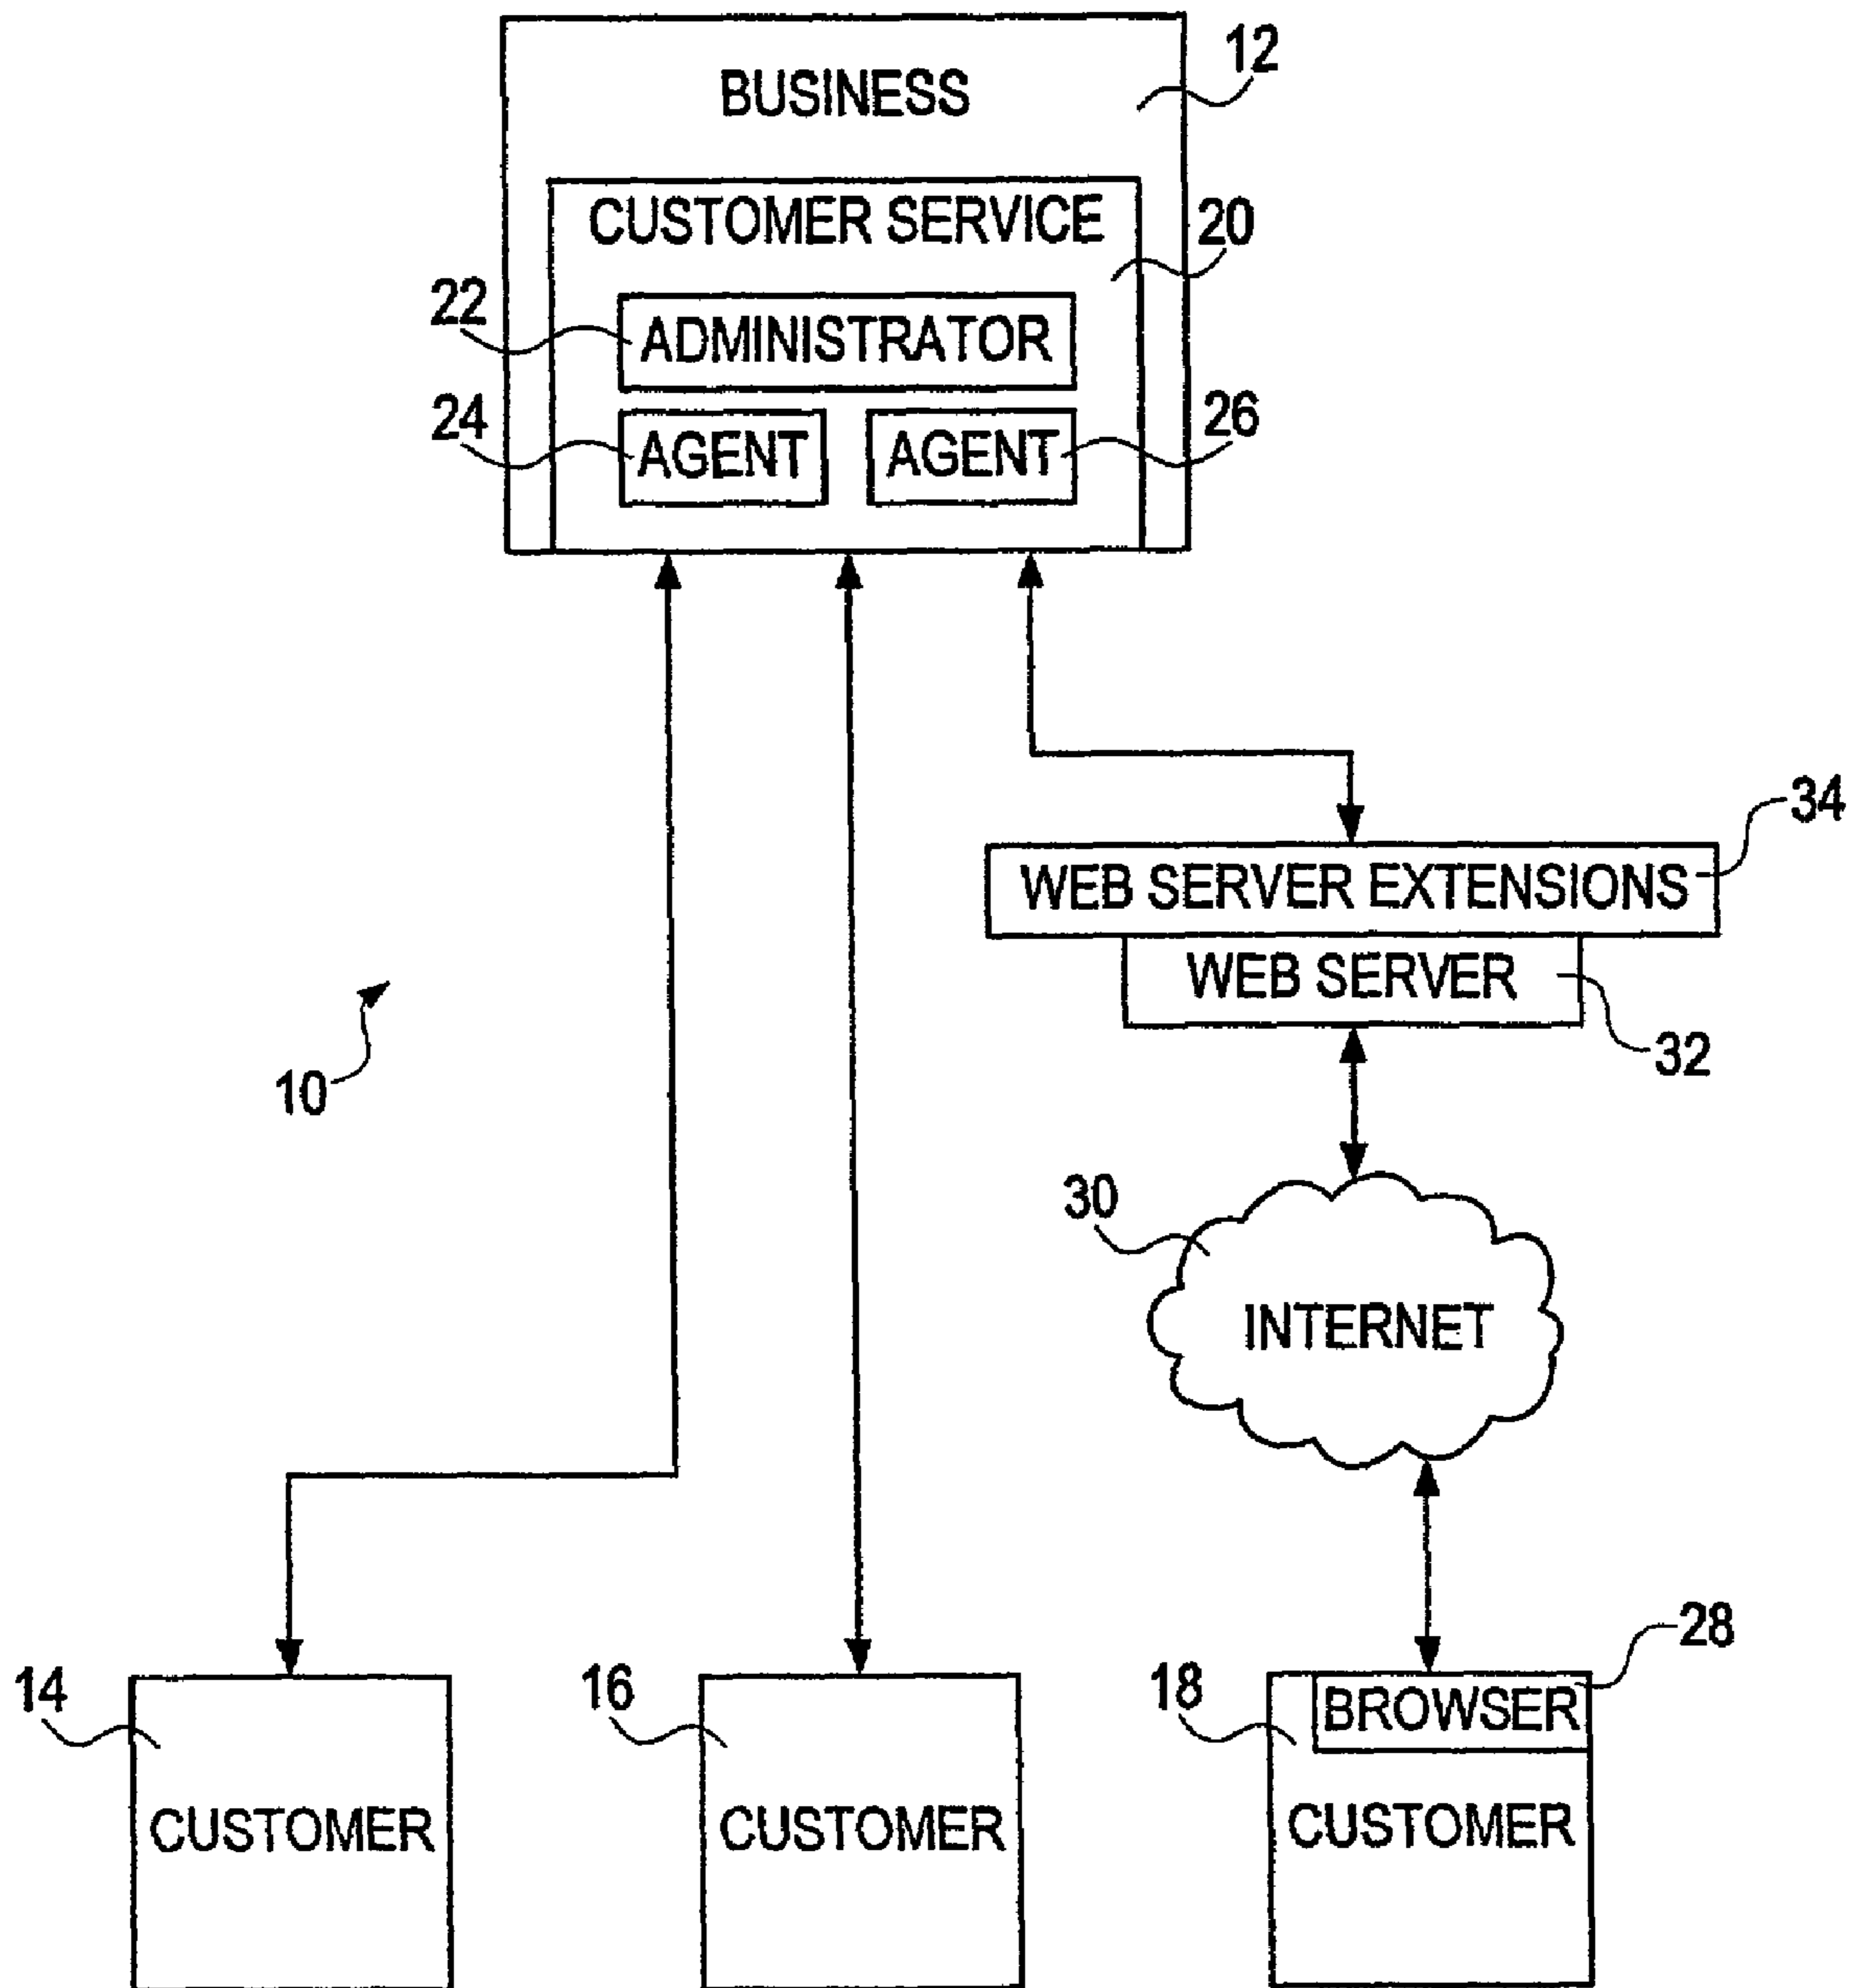 BUSINESS
12
CUSTOMER SERVICE
20
22
ADMINISTRATOR
24
AGENT
AGENT
26
34
WEB SERVER EXTENSIONS
WEB SERVER
32
10
30
INTERNET
28
14
16
18
BROWSER
CUSTOMER
CUSTOMER
CUSTOMER